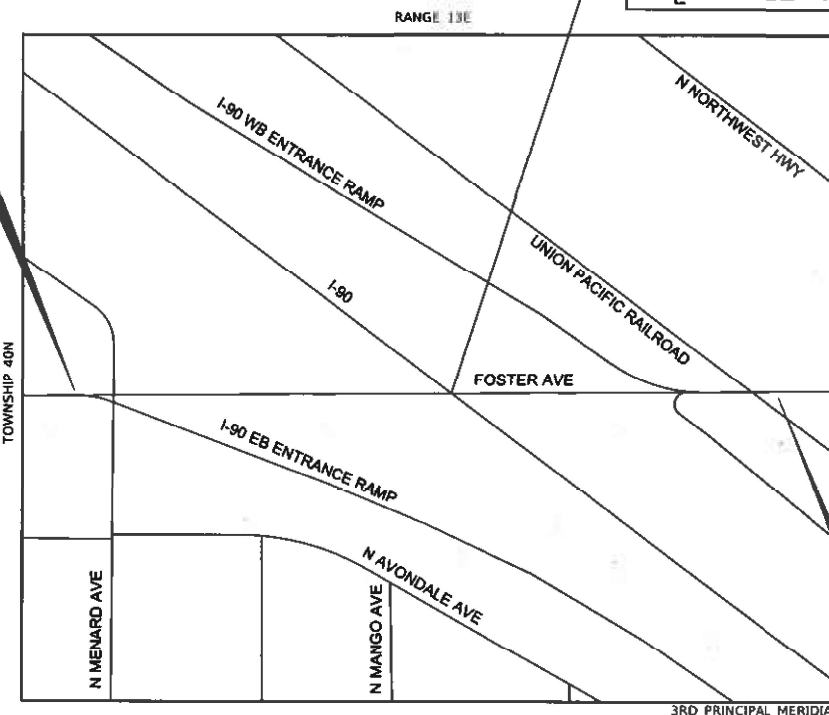 RANGE 13E
N NORTHWEST HWY
I-90 WB ENTRANCE RAMP
UNION PACIFIC RAILROAD
I-90
TOWNSHIP 40N
FOSTER AVE
I-90 EB ENTRANCE RAMP
N AVONDALE AVE
N MENARD AVE
N MANGO AVE
3RD PRINCIPAL MERIDIA